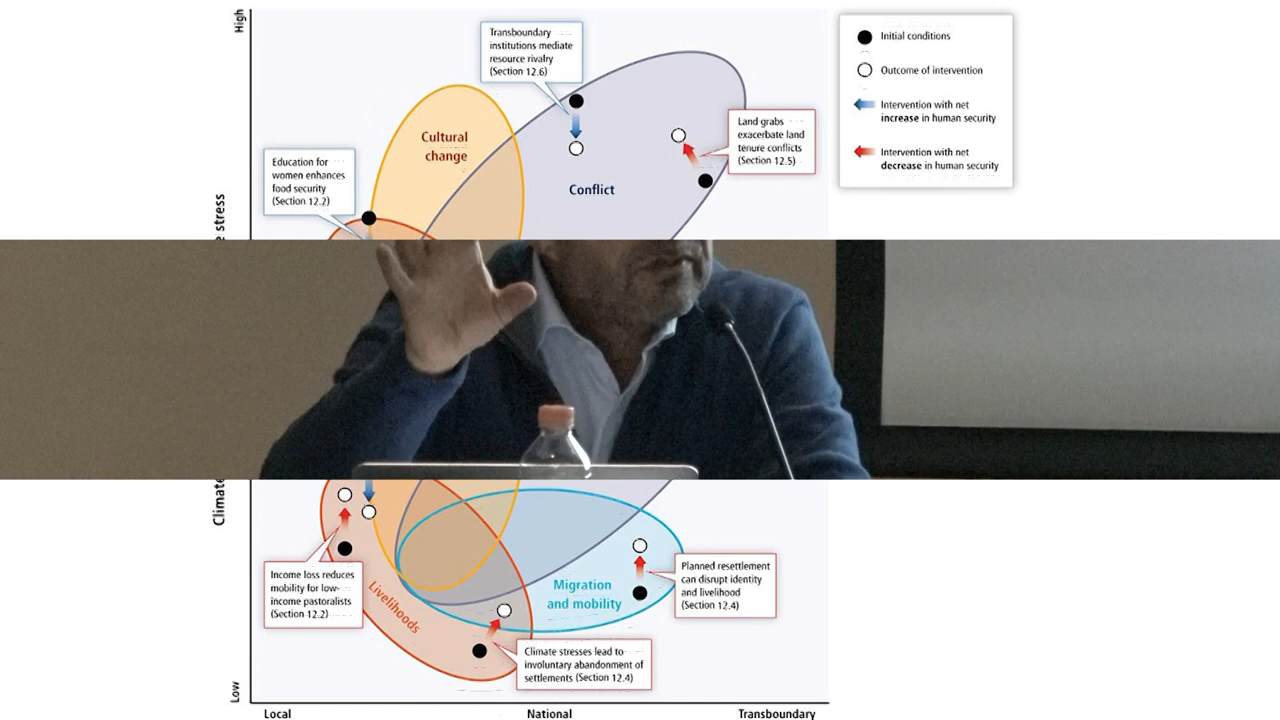 High
Transboundary
institutions mediate
resource rivalry
(Section 12.6)
Initial conditions
Outcome of intervention
Intervention with net
increase in human security
Intervention with net
decrease in human security
Land grabs
exacerbate land
tenure conflicts
(Section 12.5)
Cultural
change
Education for
women enhances
food security
(Section 12.2)
Conflict
stress
Climate
Income loss reduces
mobility for low-
income pastoralists
(Section 12.2)
Livelihoods
Migration
and mobility
Planned resettlement
can disrupt identity
and livelihood
(Section 12.4)
Climate stresses lead to
involuntary abandonment of
settlements (Section 12.4)
Low
Local
National
Transboundary